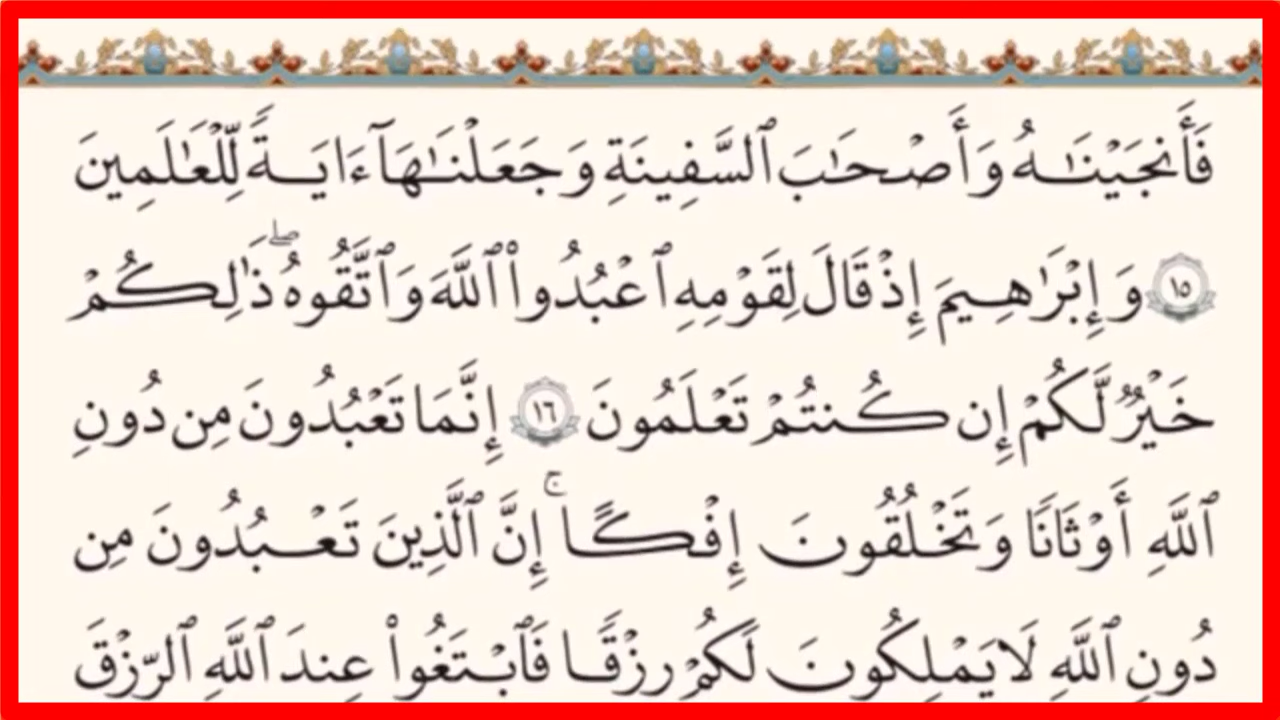 فَأَنجَيْنَٰهُ وَأَصْحَٰبَ ٱلسَّفِينَةِ وَجَعَلْنَٰهَآ ءَايَةً لِّلْعَٰلَمِينَ
١٥ وَإِبْرَٰهِيمَ إِذْ قَالَ لِقَوْمِهِ ٱعْبُدُوا۟ ٱللَّهَ وَٱتَّقُوهُ ۖ ذَٰلِكُمْ
خَيْرٌ لَّكُمْ إِن كُنتُمْ تَعْلَمُونَ ١٦ إِنَّمَا تَعْبُدُونَ مِن دُونِ
ٱللَّهِ أَوْثَانًا وَتَخْلُقُونَ إِفْكًا ۚ إِنَّ ٱلَّذِينَ تَعْبُدُونَ مِن
دُونِ ٱللَّهِ لَا يَمْلِكُونَ لَكُمْ رِزْقًا فَٱبْتَغُوا۟ عِندَ ٱللَّهِ ٱلرِّزْقَ